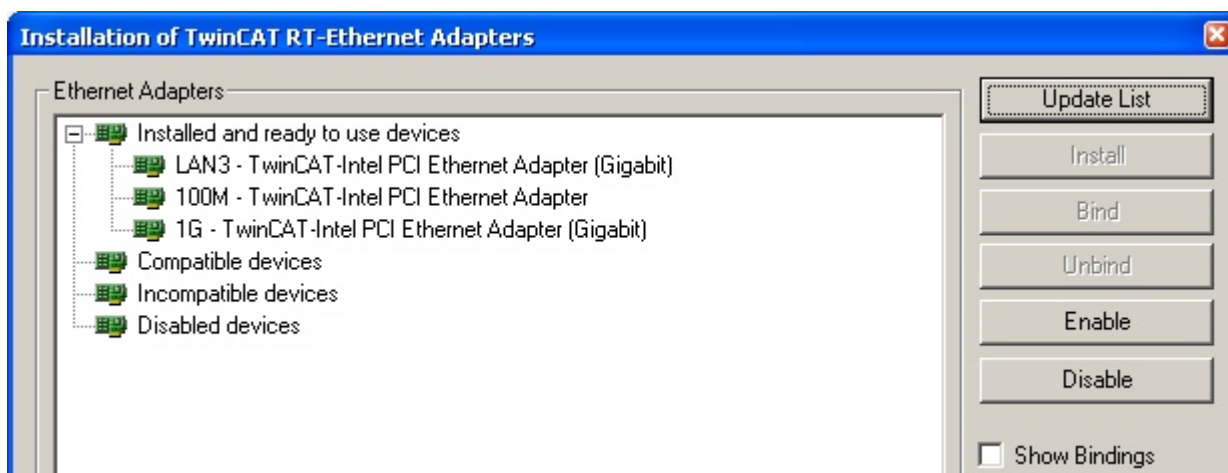 Installation of TwinCAT RT-Ethernet Adapters
Ethernet Adapters
Installed and ready to use devices
LAN3 - TwinCAT-Intel PCI Ethernet Adapter (Gigabit)
100M - TwinCAT-Intel PCI Ethernet Adapter
1G - TwinCAT-Intel PCI Ethernet Adapter (Gigabit)
Compatible devices
Incompatible devices
Disabled devices
Update List
Install
Bind
Unbind
Enable
Disable
Show Bindings